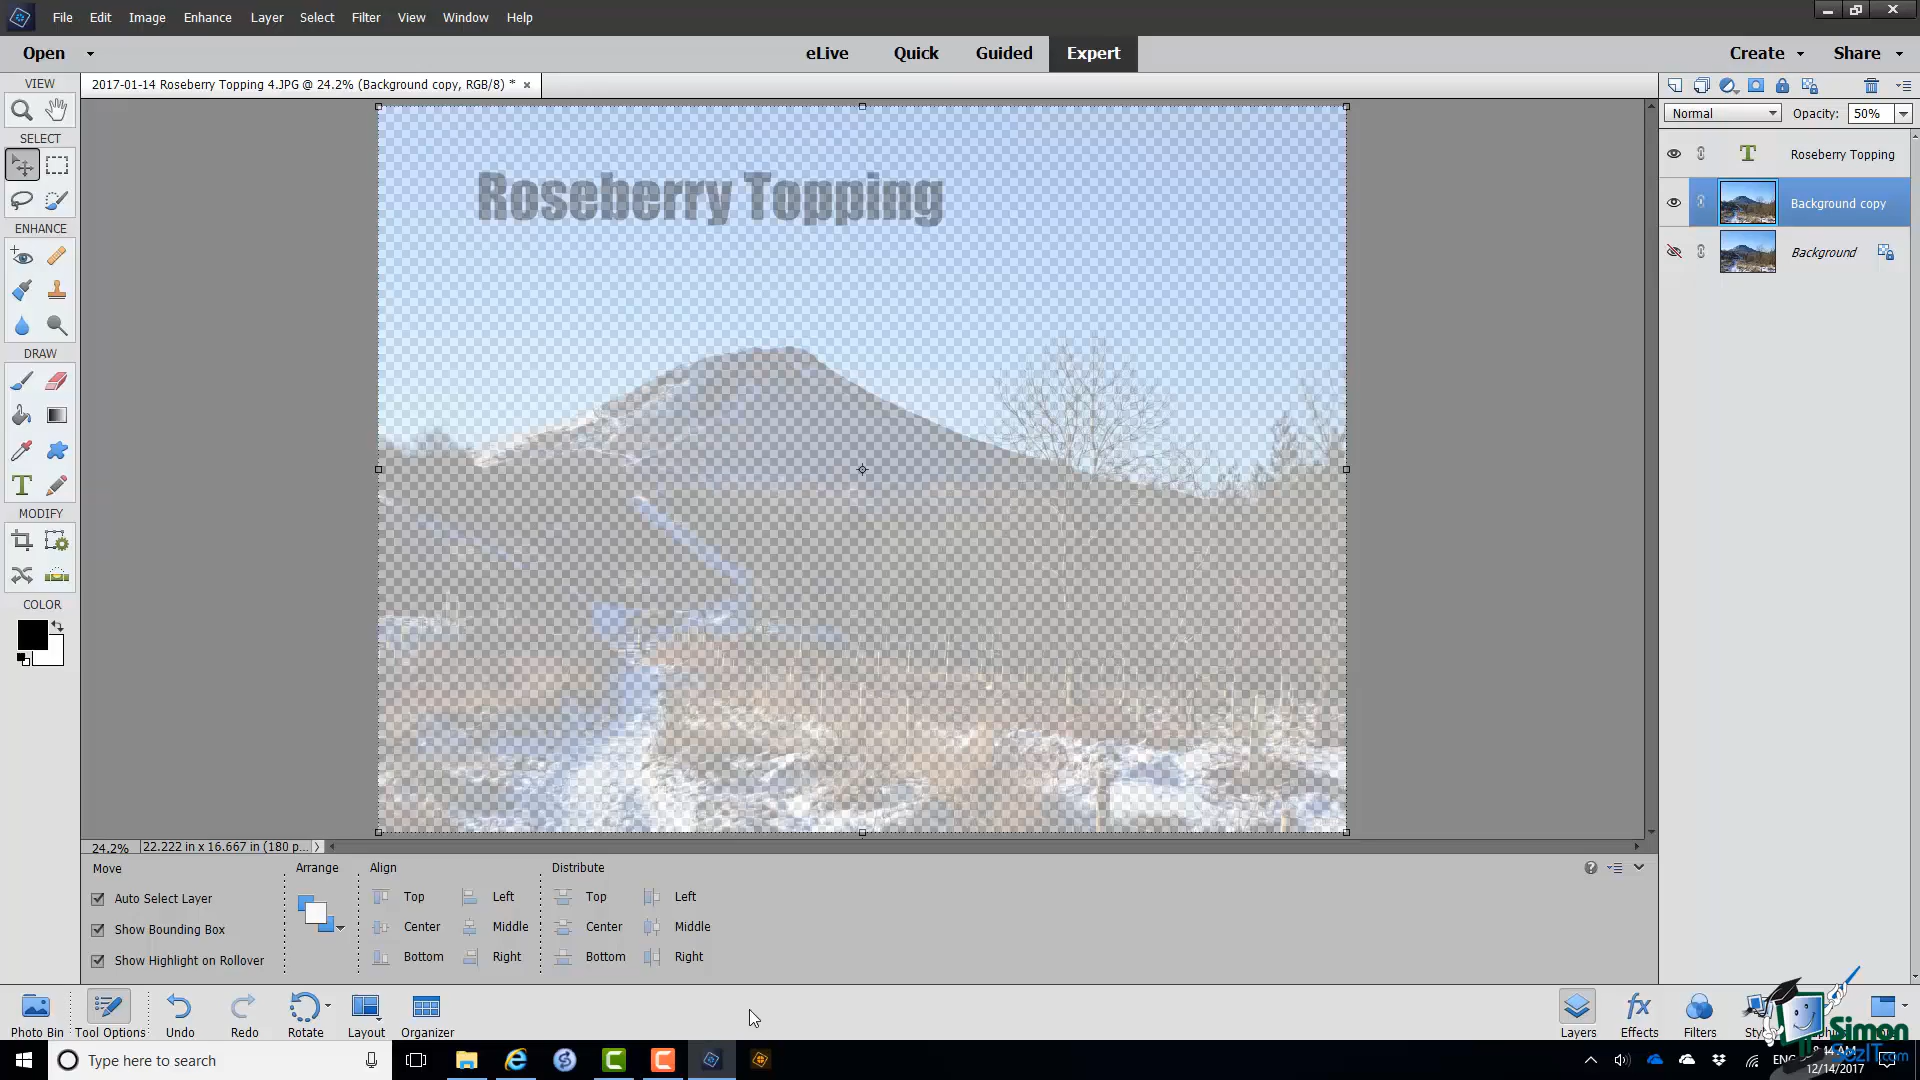 File Edit Image Enhance Layer Select Filter View Window Help
Open eLive Quick Guided Expert Create Share
VIEW 2017-01-14 Roseberry Topping 4.JPG @ 24.2% (Background copy, RGB/8) * ×
Normal Opacity: 50%
SELECT
T Roseberry Topping
Background copy
Roseberry Topping
ENHANCE
Background
DRAW
T
MODIFY
COLOR
24.2% 22.222 in x 16.667 in (180 p...
Move Arrange Align Distribute
Auto Select Layer Top Left Top Left
Show Bounding Box Center Middle Center Middle
Show Highlight on Rollover Bottom Right Bottom Right
Photo Bin Tool Options Undo Redo Rotate Layout Organizer Layers Effects Filters
Simon
SezIT.com
Type here to search
ENG
12/14/2017